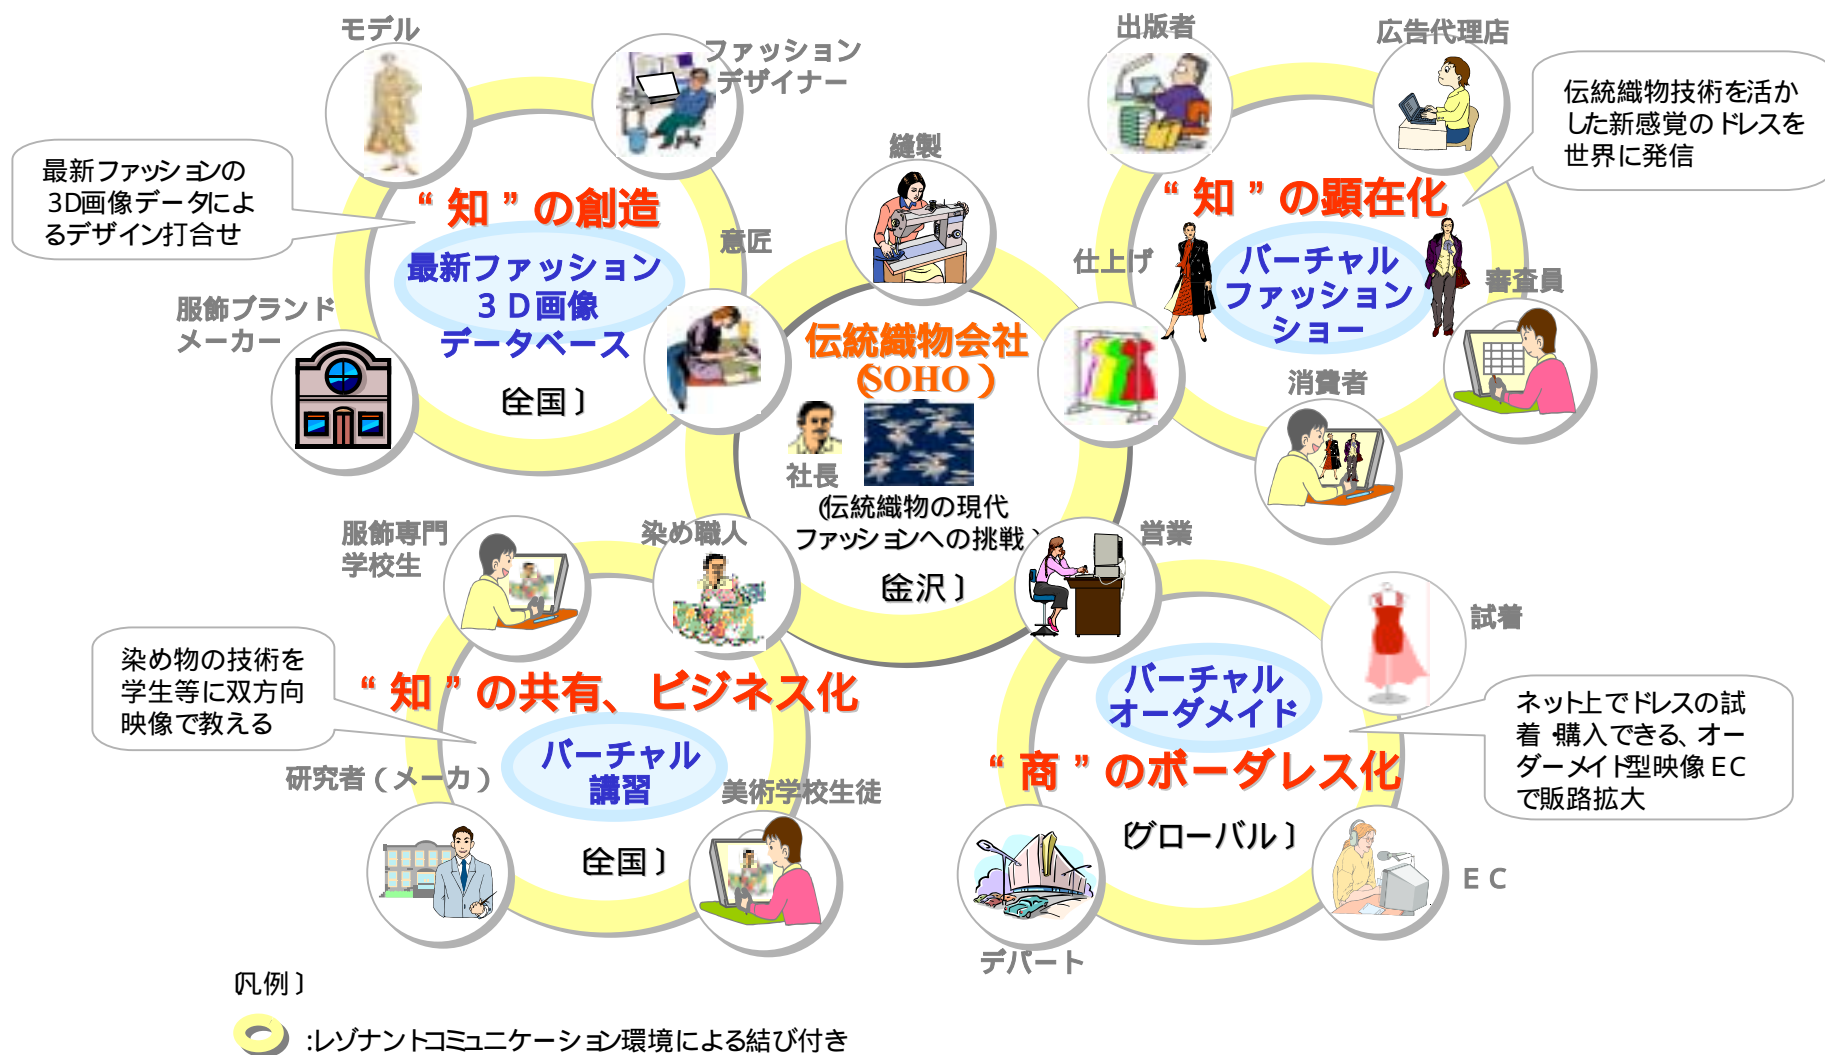 モデル
ファッション
デザイナー
最新ファッションの
3D画像データによ
るデザイン打合せ
“ 知 ” の創造
最新ファッション
3D画像
データベース
〔全国〕
服飾ブランド
メーカー
意匠
縫製
伝統織物会社
(SOHO)
社長
(伝統織物の現代
ファッションへの挑戦)
〔金沢〕
出版者
広告代理店
伝統織物技術を活か
した新感覚のドレスを
世界に発信
“ 知 ” の顕在化
バーチャル
ファッション
ショー
仕上げ
審査員
消費者
服飾専門
学校生
染め職人
染め物の技術を
学生等に双方向
映像で教える
“ 知 ” の共有、ビジネス化
バーチャル
講習
研究者(メーカ)
美術学校生徒
〔全国〕
営業
試着
バーチャル
オーダメイド
“ 商 ” のボーダレス化
〔グローバル〕
ネット上でドレスの試
着・購入できる、オー
ダーメイド型映像EC
で販路拡大
デパート
EC
〔凡例〕
:レゾナントコミュニケーション環境による結び付き